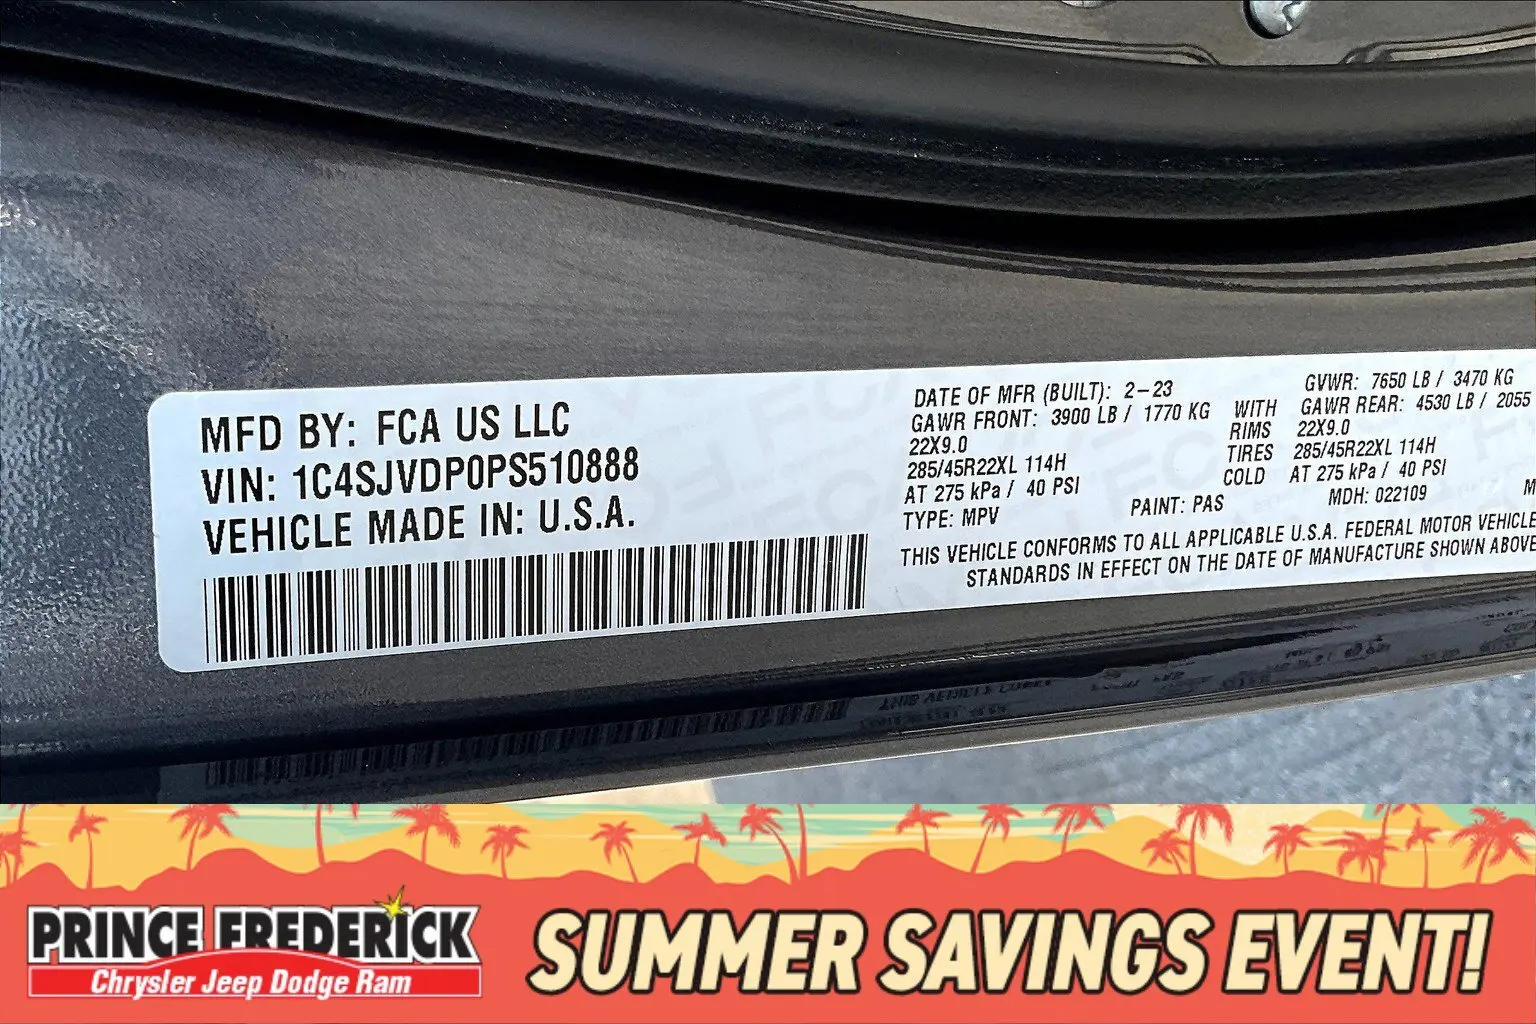 MFD BY: FCA US LLC
VIN: 1C4SJVDP0PS510888
VEHICLE MADE IN: U.S.A.
DATE OF MFR (BUILT): 2-23
GVWR: 7650 LB / 3470 KG
GAWR FRONT: 3900 LB / 1770 KG WITH GAWR REAR: 4530 LB / 2055
22X9.0 RIMS 22X9.0
285/45R22XL 114H TIRES 285/45R22XL 114H
AT 275 kPa / 40 PSI COLD AT 275 kPa / 40 PSI
TYPE: MPV PAINT: PAS MDH: 022109 M
THIS VEHICLE CONFORMS TO ALL APPLICABLE U.S.A. FEDERAL MOTOR VEHICLE
STANDARDS IN EFFECT ON THE DATE OF MANUFACTURE SHOWN ABOVE
PRINCE FREDERICK
Chrysler Jeep Dodge Ram
SUMMER SAVINGS EVENT!